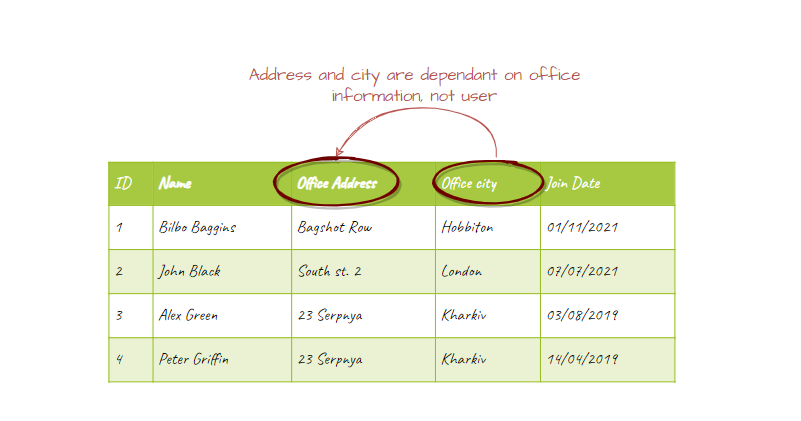 Address and city are dependant on office
information, not user
ID Name Office Address Office city Join Date
1 Bilbo Baggins Bagshot Row Hobbiton 01/11/2021
2 John Black South st. 2 London 07/07/2021
3 Alex Green 23 Serpnya Kharkiv 03/08/2019
4 Peter Griffin 23 Serpnya Kharkiv 14/04/2019